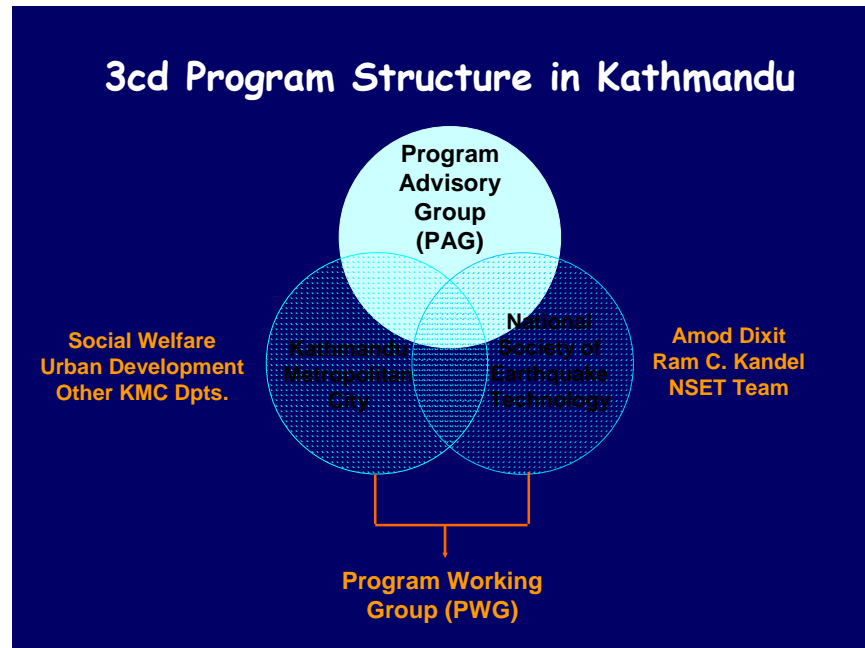 3cd Program Structure in Kathmandu
Program
Advisory
Group
(PAG)
Social Welfare
Urban Development
Other KMC Dpts.
Kathmandu
Metropolitan
City
National
Society of
Earthquake
Technology
Amod Dixit
Ram C. Kandel
NSET Team
Program Working
Group (PWG)